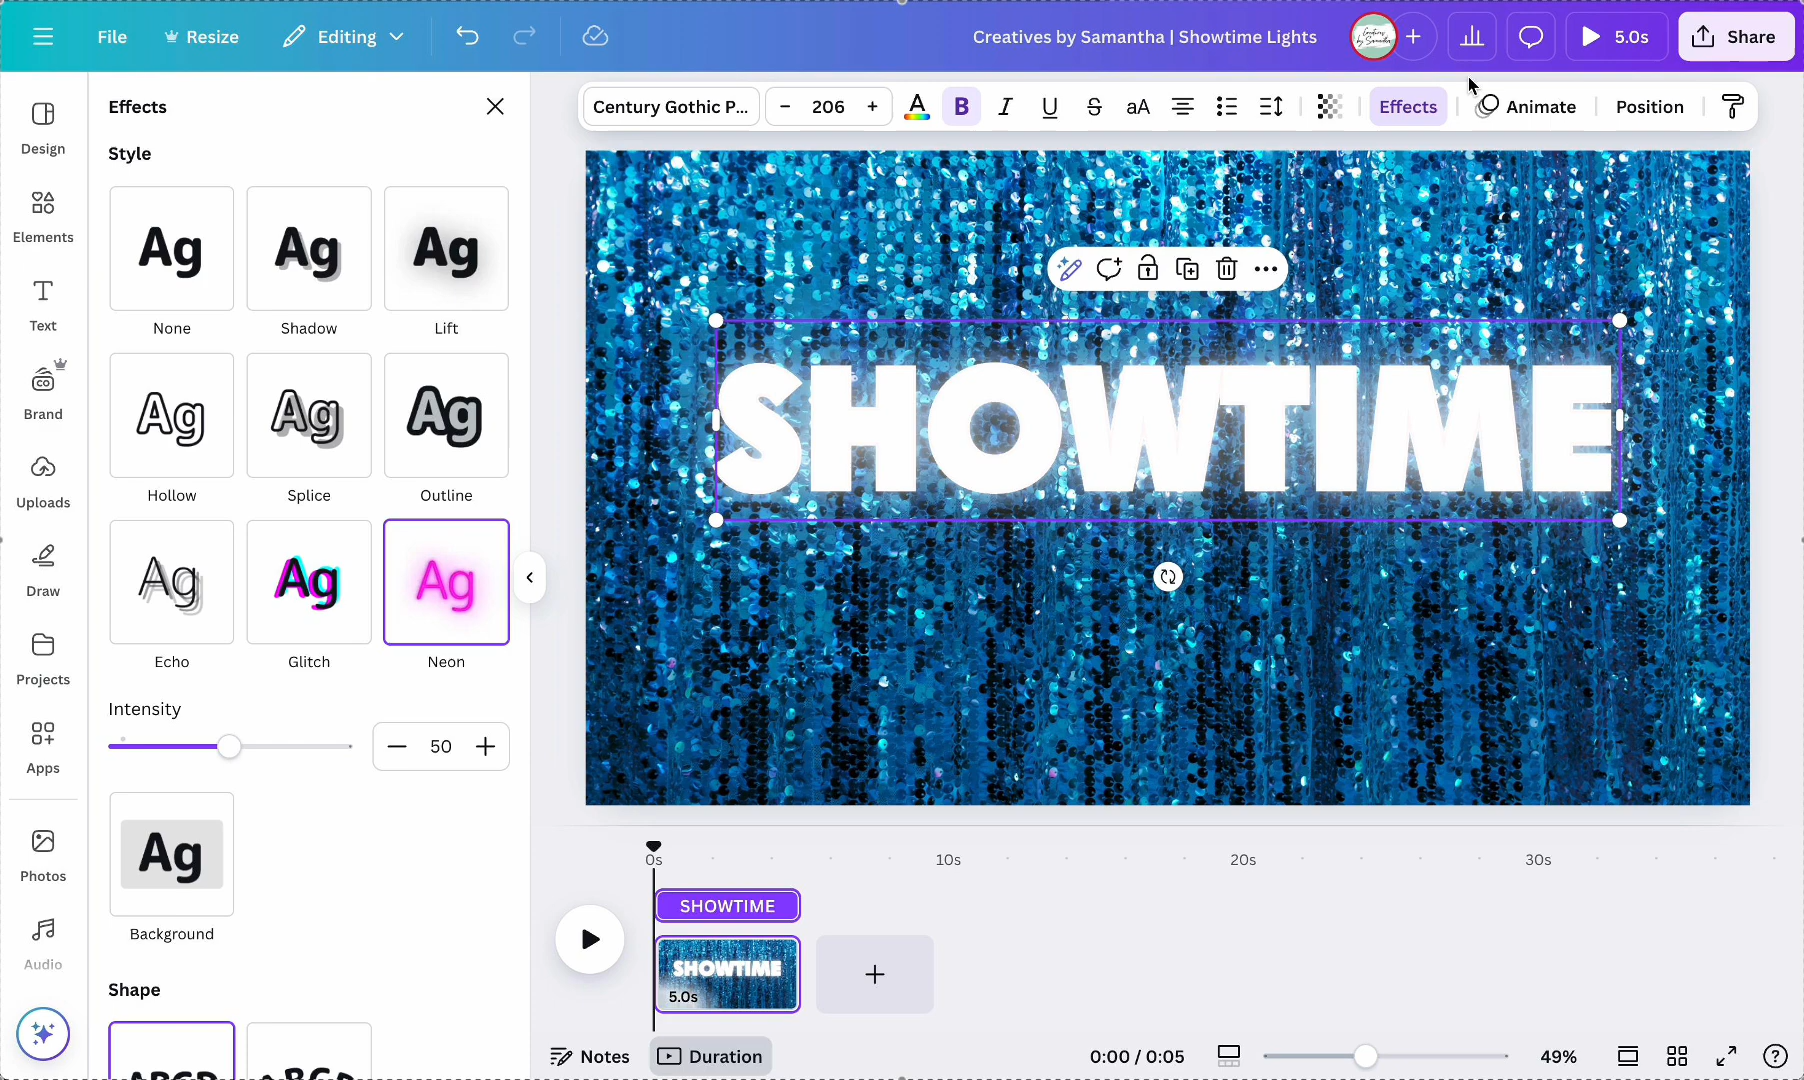 File
Resize
Editing
Creatives by Samantha | Showtime Lights
5.0s
Share
Century Gothic P...
206
A
B
I
U
S
aA
Effects
Animate
Position
Design
Elements
Text
Brand
Uploads
Draw
Projects
Apps
Photos
Audio
Effects
Style
Ag
Ag
Ag
None
Shadow
Lift
Ag
Ag
Ag
Hollow
Splice
Outline
Ag
Ag
Ag
Echo
Glitch
Neon
Intensity
50
Ag
Background
Shape
ABCD
ABCD
SHOWTIME
0s
10s
20s
30s
SHOWTIME
SHOWTIME
5.0s
Notes
Duration
0:00 / 0:05
49%